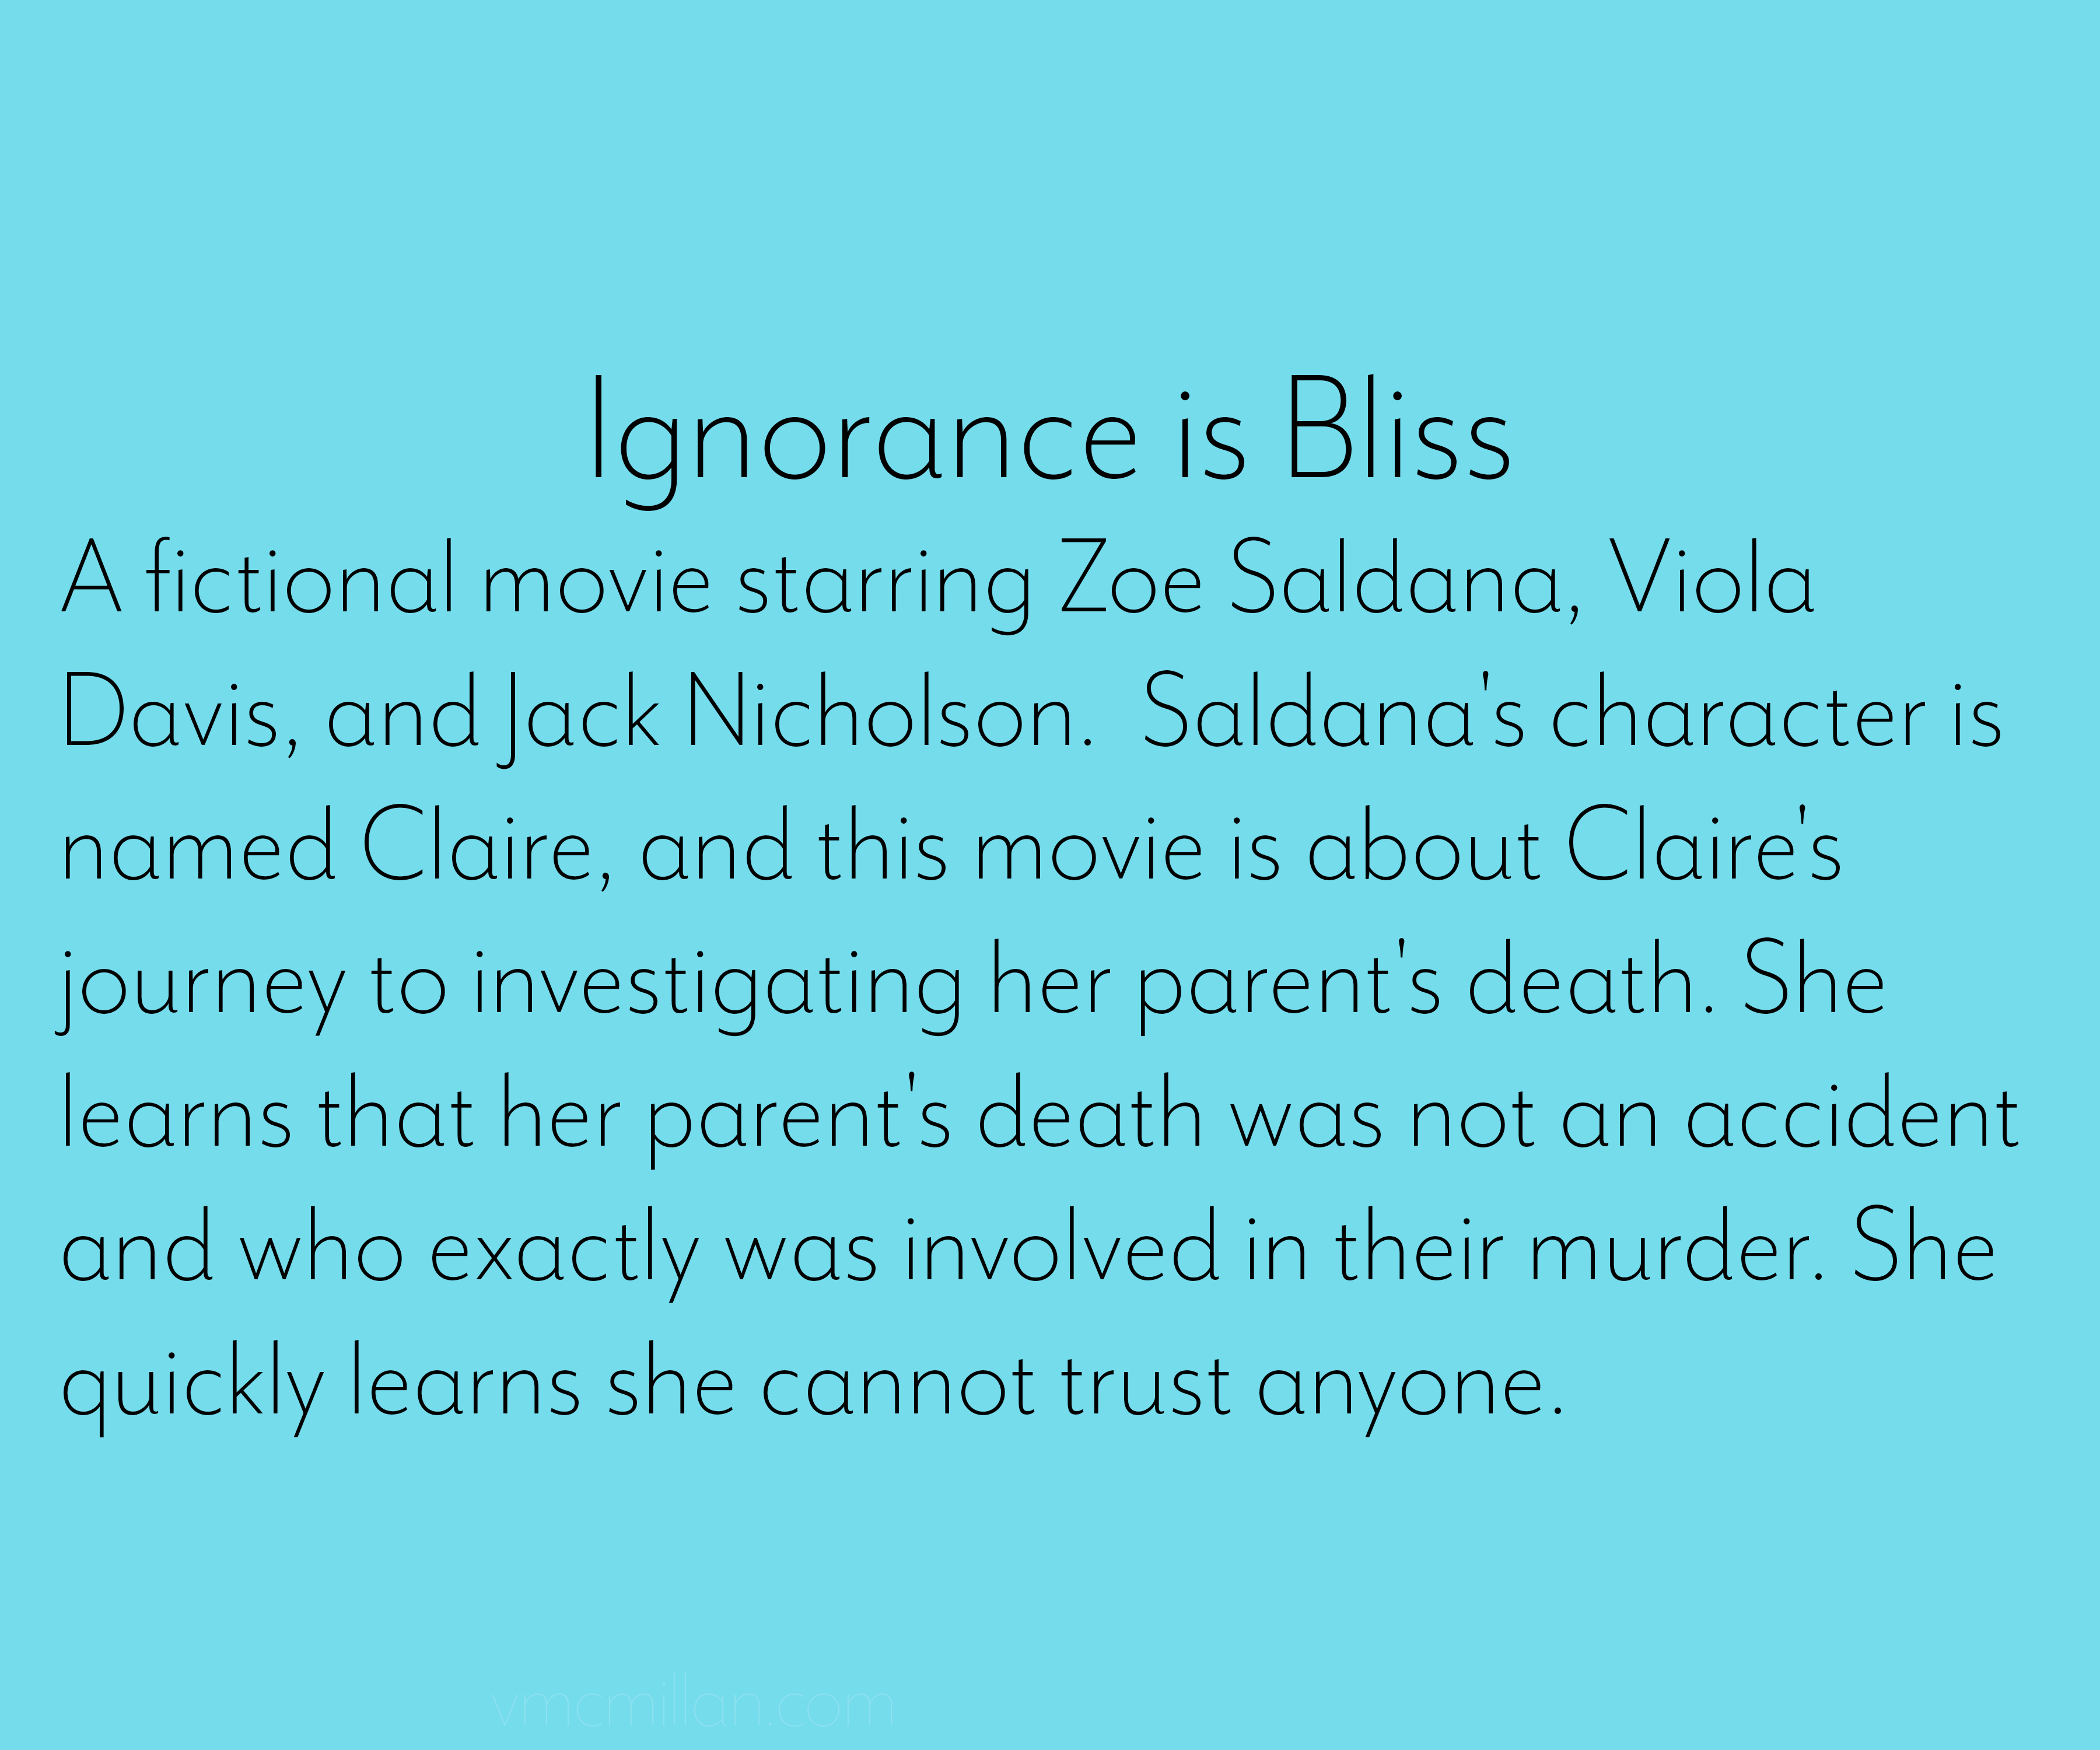 Ignorance is Bliss
A fictional movie starring Zoe Saldana, Viola
Davis, and Jack Nicholson.  Saldana's character is
named Claire, and this movie is about Claire's
journey to investigating her parent's death. She
learns that her parent's death was not an accident
and who exactly was involved in their murder. She
quickly learns she cannot trust anyone.
vmcmillan.com